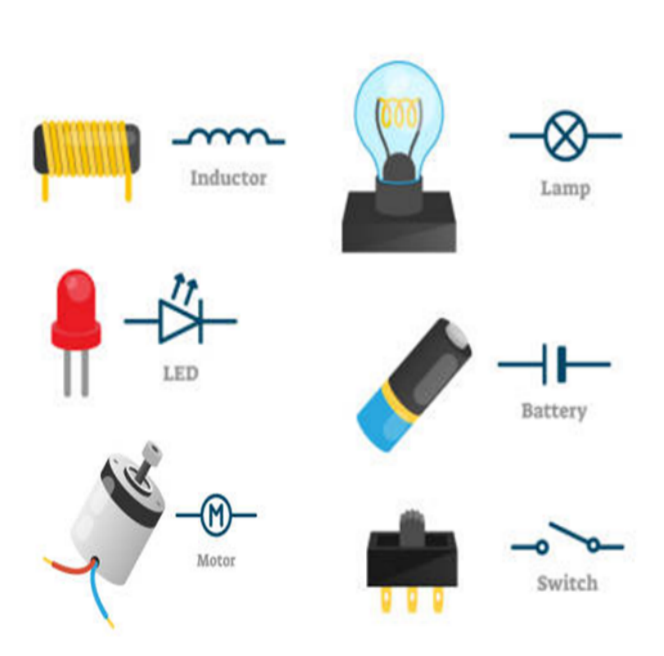 Inductor
Lamp
LED
Battery
M
Motor
Switch